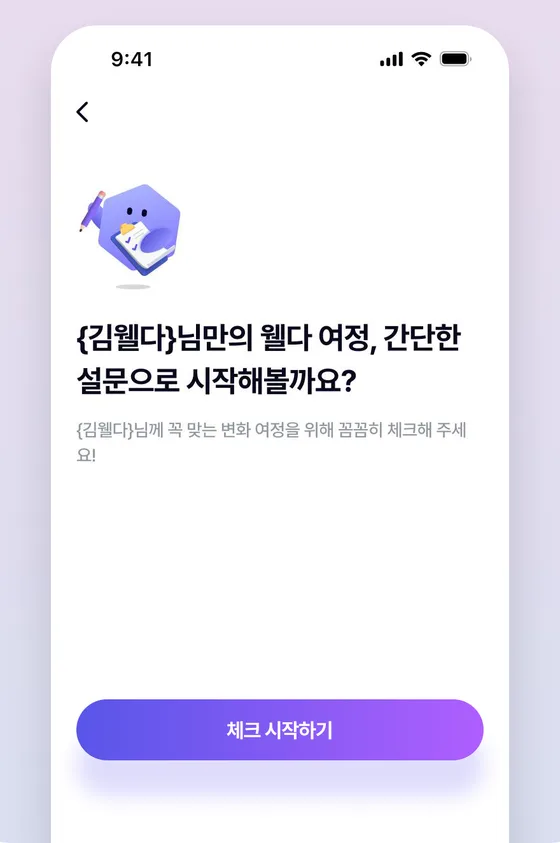 9:41
{김웰다}님만의 웰다 여정, 간단한
설문으로 시작해볼까요?
{김웰다}님께 꼭 맞는 변화 여정을 위해 꼼꼼히 체크해 주세
요!
체크 시작하기